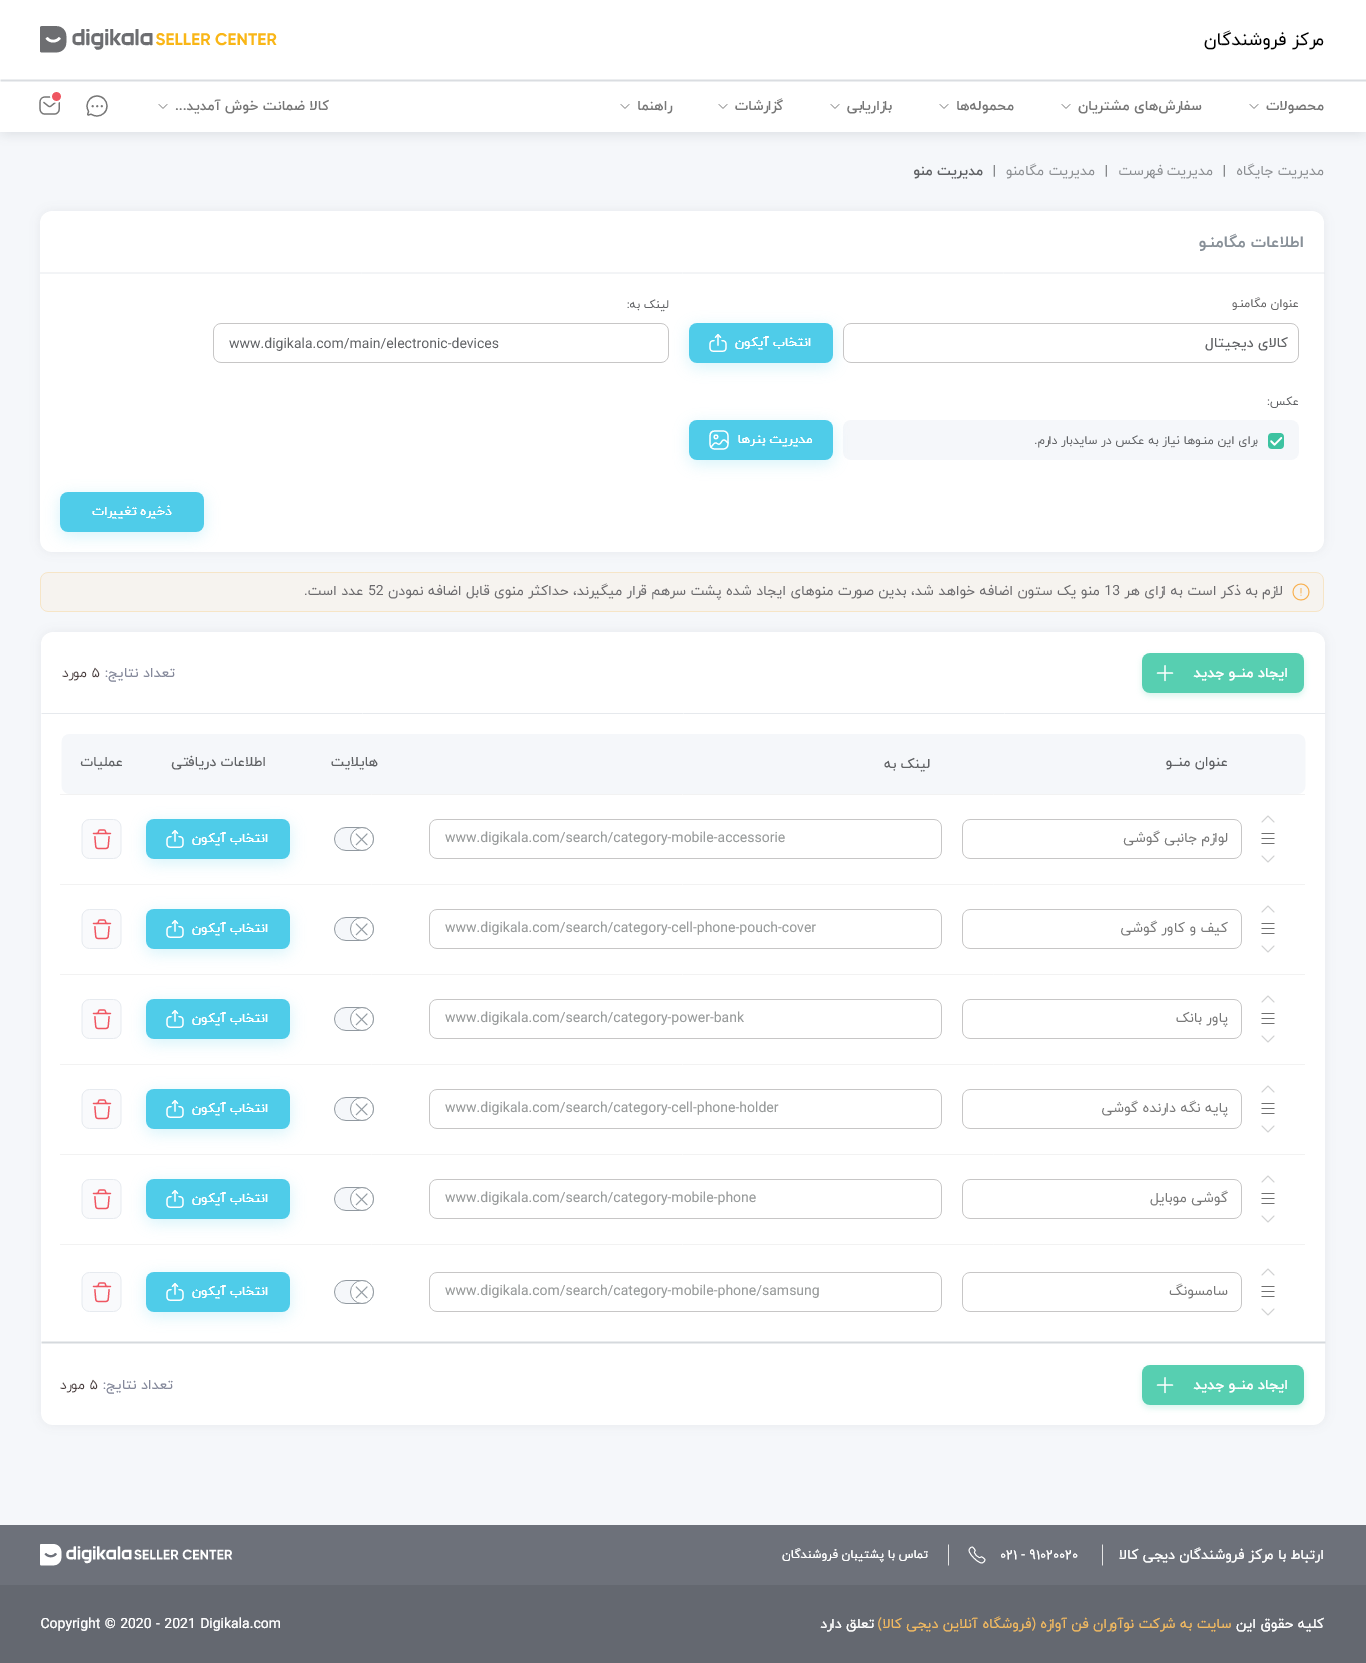 مرکز فروشندگان
digikala SELLER CENTER
محصولات
سفارش‌های مشتریان
محموله‌ها
بازاریابی
گزارشات
راهنما
کالا ضمانت خوش آمدید...
مدیریت جایگاه | مدیریت فهرست | مدیریت مگامنو | مدیریت منو
اطلاعات مگامنـو
عنوان مگامنـو
لینک به:
کالای دیجیتال
انتخاب آیکون
www.digikala.com/main/electronic-devices
عکس:
برای این منـوها نیاز به عکس در سایدبار دارم.
مدیریت بنرها
ذخیره تغییرات
لازم به ذکر است به ازای هر 13 منو یک ستون اضافه خواهد شد، بدین صورت منوهای ایجاد شده پشت سرهم قرار میگیرند، حداکثر منوی قابل اضافه نمودن 52 عدد است.
ایجاد منــو جدید
تعداد نتایج: ۵ مورد
عنوان منــو
لینک به
هایلایت
اطلاعات دریافتی
عملیات
لوازم جانبی گوشی
www.digikala.com/search/category-mobile-accessorie
انتخاب آیکون
کیف و کاور گوشی
www.digikala.com/search/category-cell-phone-pouch-cover
انتخاب آیکون
پاور بانک
www.digikala.com/search/category-power-bank
انتخاب آیکون
پایه نگه دارنده گوشی
www.digikala.com/search/category-cell-phone-holder
انتخاب آیکون
گوشی موبایل
www.digikala.com/search/category-mobile-phone
انتخاب آیکون
سامسونگ
www.digikala.com/search/category-mobile-phone/samsung
انتخاب آیکون
ایجاد منــو جدید
تعداد نتایج: ۵ مورد
ارتباط با مرکز فروشندگان دیجی کالا
۰۲۱ - ۹۱۰۲۰۰۲۰
تماس با پشتیبان فروشندگان
digikala SELLER CENTER
کلیه حقوق این سایت به شرکت نوآوران فن آوازه (فروشگاه آنلاین دیجی کالا) تعلق دارد
Copyright © 2020 - 2021 Digikala.com